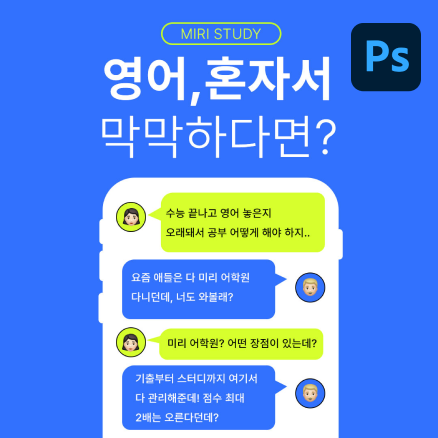 MIRI STUDY
Ps
영어,혼자서
막막하다면?
수능 끝나고 영어 놓은지
오래돼서 공부 어떻게 해야 하지..
요즘 애들은 다 미리 어학원
다니던데, 너도 와볼래?
미리 어학원? 어떤 장점이 있는데?
기출부터 스터디까지 여기서
다 관리해준데! 점수 최대
2배는 오른다던데?